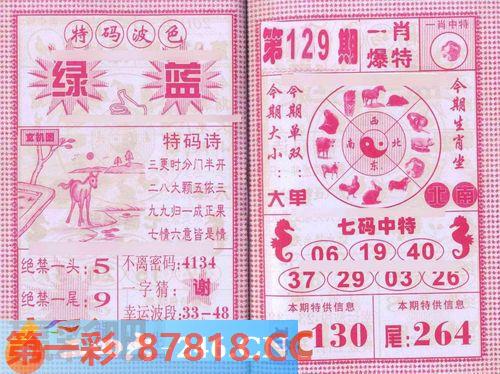 特码波色
绿 蓝
玄机图
特码诗
三更时分门半开
二八大颗五依三
九九归一成正果
七情六意皆是情
绝禁一头:5
绝禁一尾:9
不离密码:4134
一字猜:谢
幸运波段:33-48
第129期
一肖爆特
一肖中特
今期大小:大
今期单双:单
西
南 北
东
今期生肖坐
北南
七码中特
06 19 40
37 29 03 26
本期特供信息
130
本期特供信息
尾:264
第一彩 87818.CC